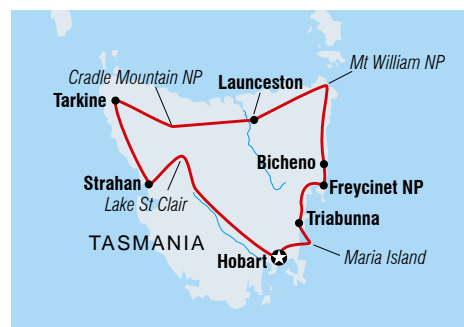 Mt William NP
Cradle Mountain NP
Launceston
Tarkine
Bicheno
Strahan
Freycinet NP
Lake St Clair
Triabunna
TASMANIA
Hobart
Maria Island